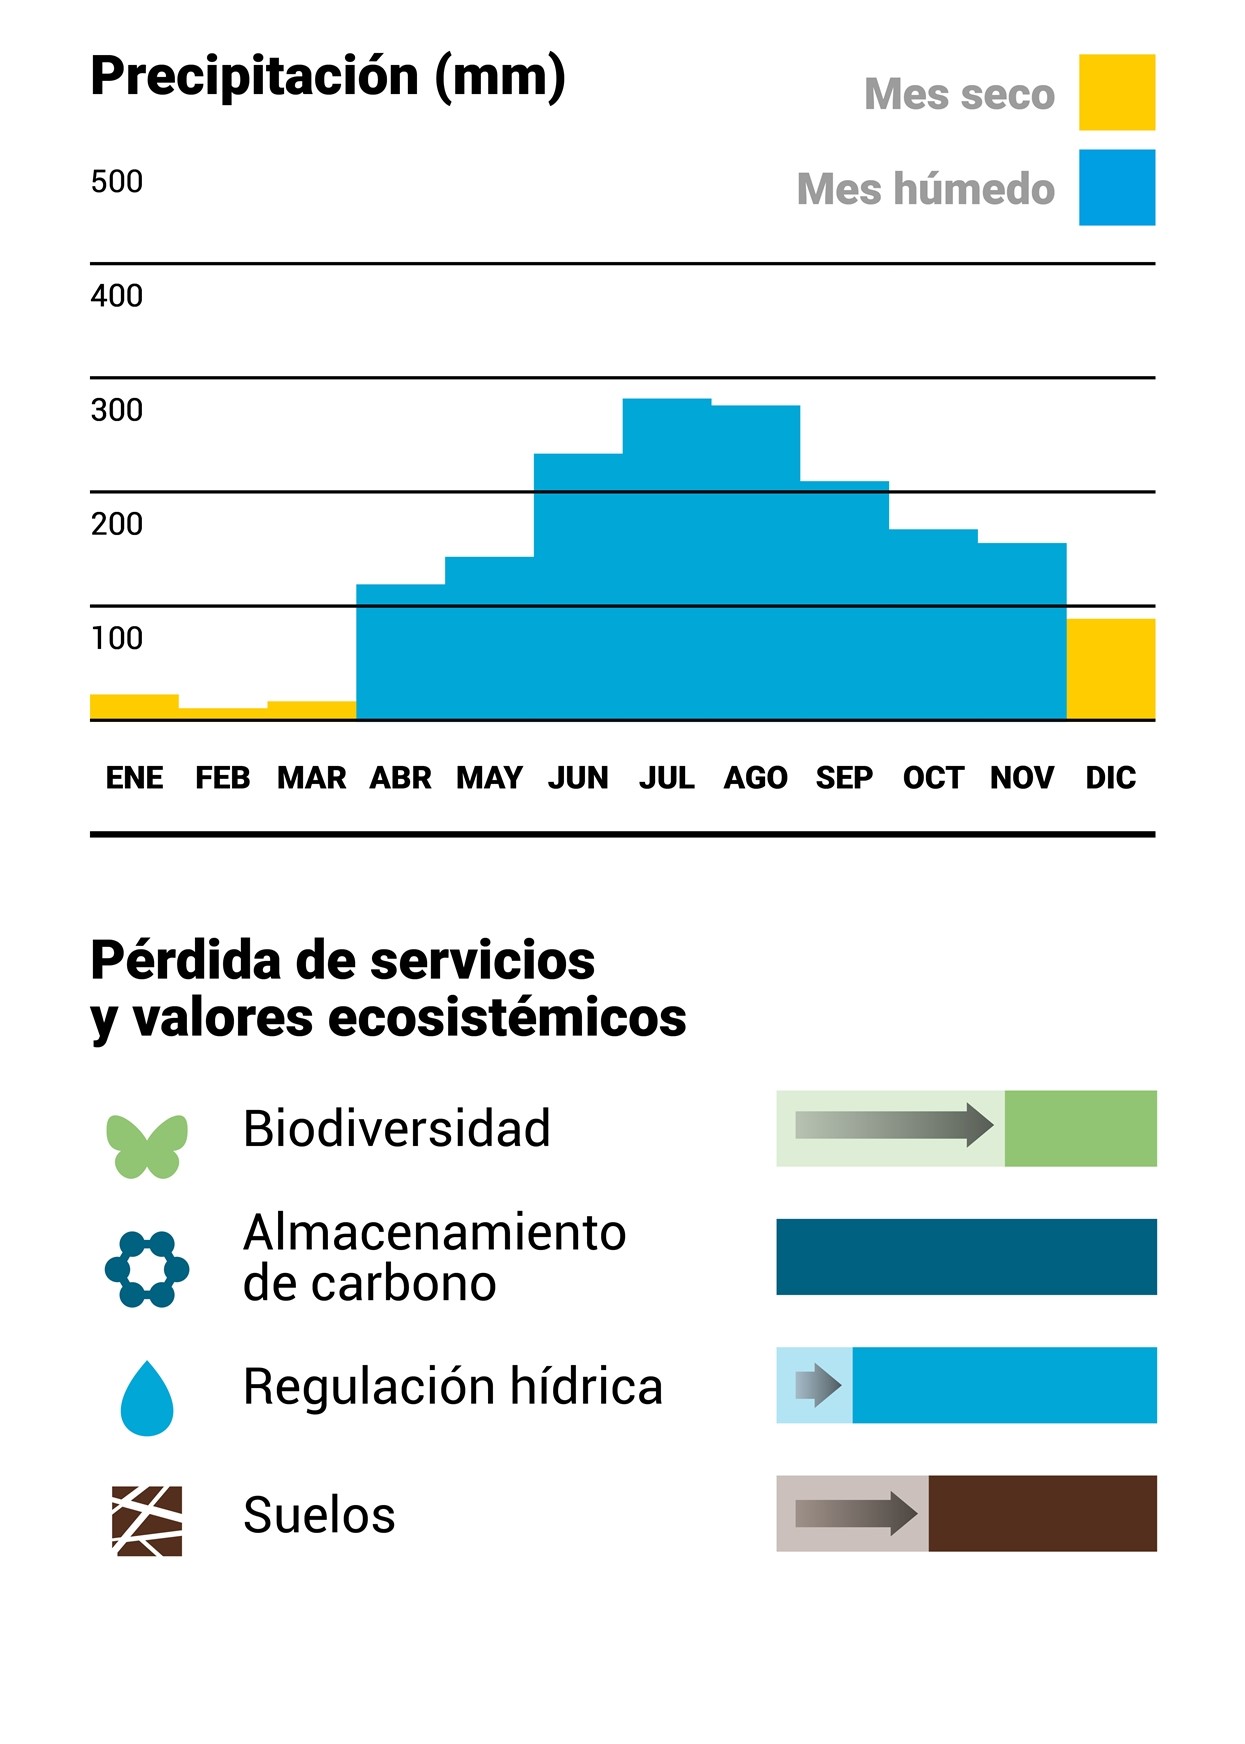 Precipitación (mm)
Mes seco
Mes húmedo
500
400
300
200
100
ENE FEB MAR ABR MAY JUN JUL AGO SEP OCT NOV DIC
Pérdida de servicios
y valores ecosistémicos
Biodiversidad
Almacenamiento
de carbono
Regulación hídrica
Suelos